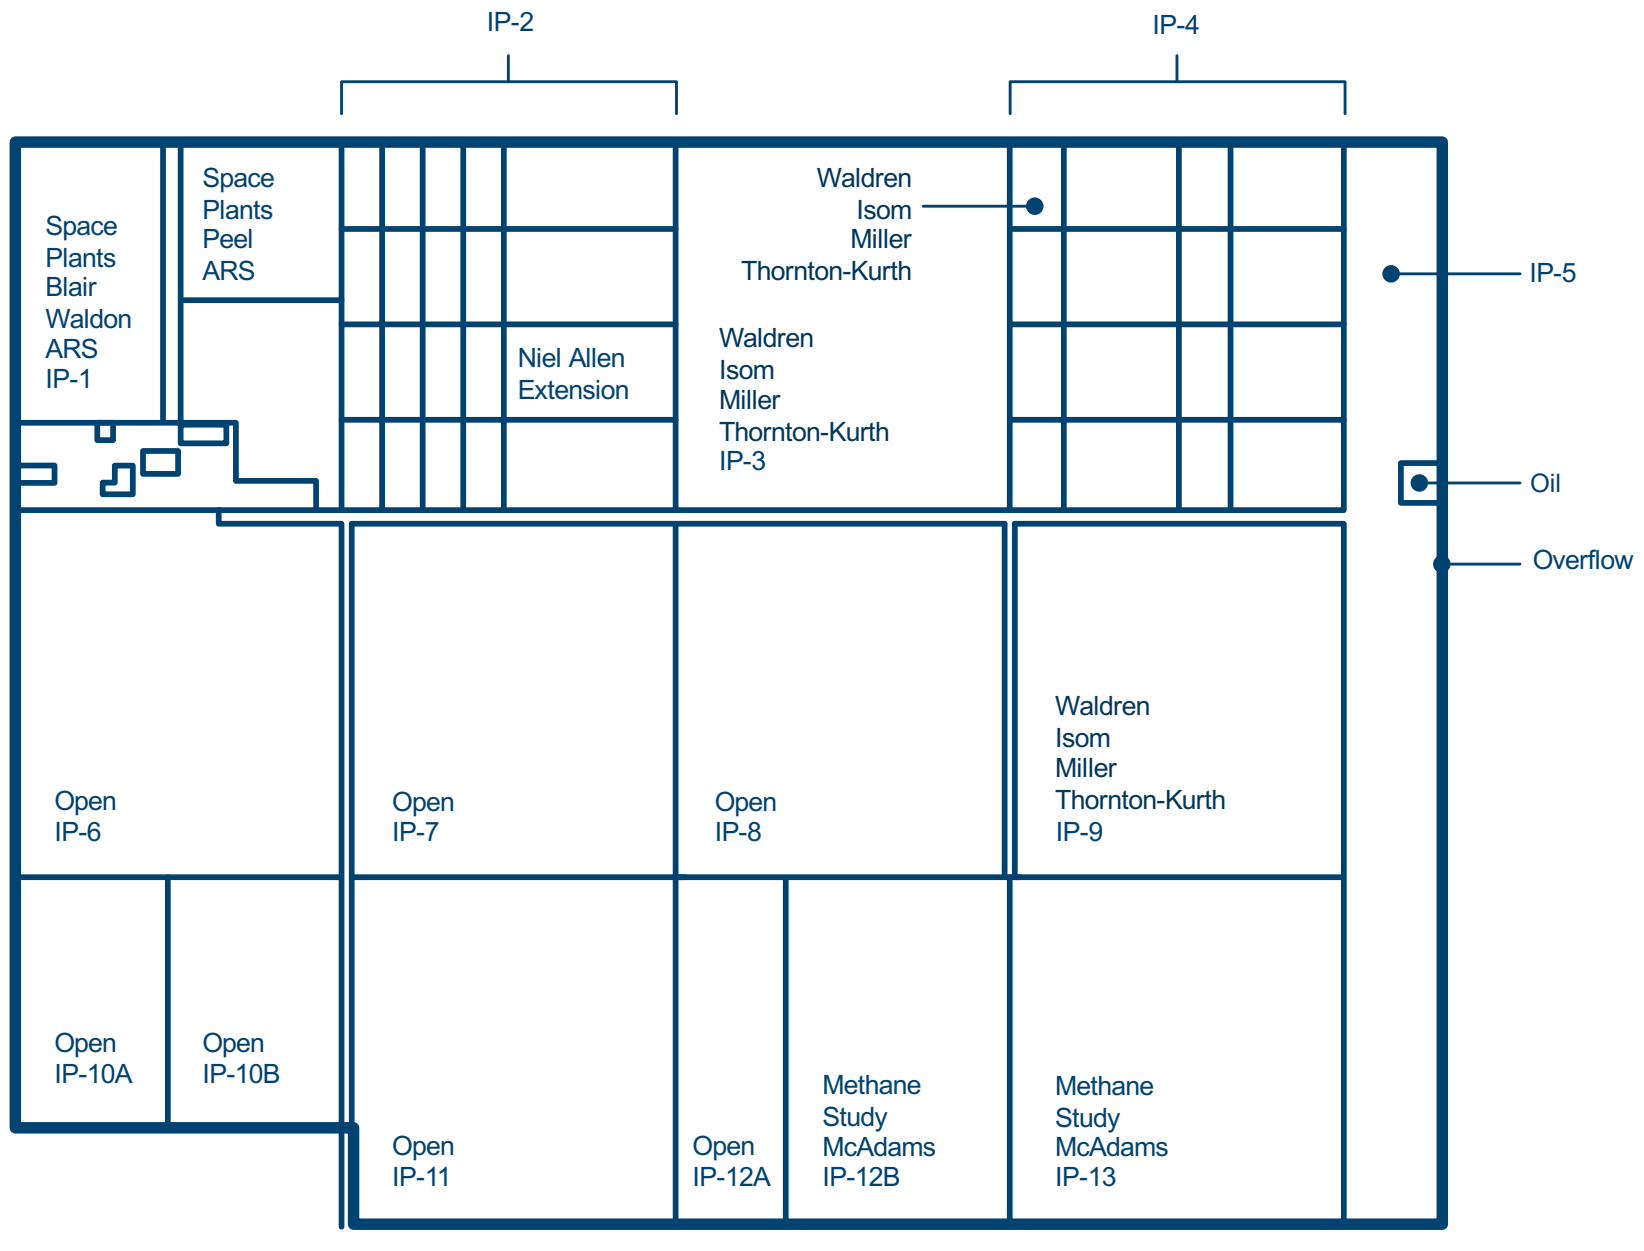 IP-2
IP-4
Space
Plants
Blair
Waldon
ARS
IP-1
Space
Plants
Peel
ARS
Niel Allen
Extension
Waldren
Isom
Miller
Thornton-Kurth
Waldren
Isom
Miller
Thornton-Kurth
IP-3
IP-5
Oil
Overflow
Open
IP-6
Open
IP-7
Open
IP-8
Waldren
Isom
Miller
Thornton-Kurth
IP-9
Open
IP-10A
Open
IP-10B
Open
IP-11
Open
IP-12A
Methane
Study
McAdams
IP-12B
Methane
Study
McAdams
IP-13